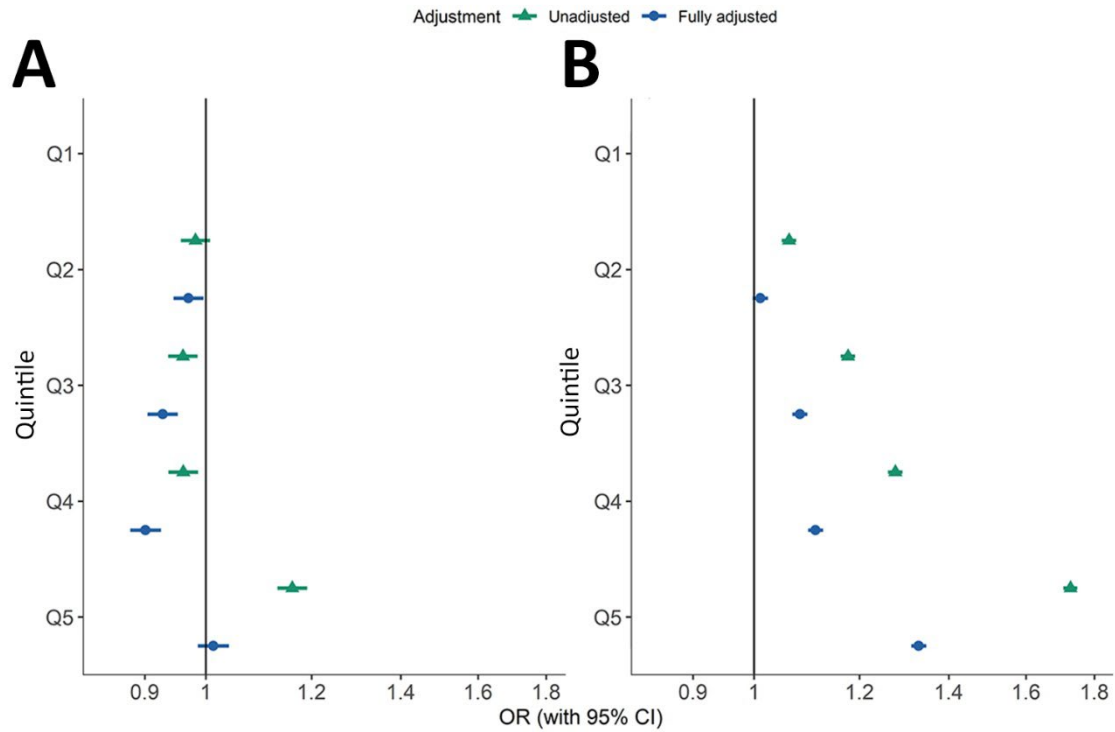 Adjustment Unadjusted Fully adjusted
A
Q1
Q2
Q3
Q4
Q5
Quintile
0.9 1 1.2 1.4 1.6 1.8
B
Q1
Q2
Q3
Q4
Q5
Quintile
0.9 1 1.2 1.4 1.6 1.8
OR (with 95% CI)